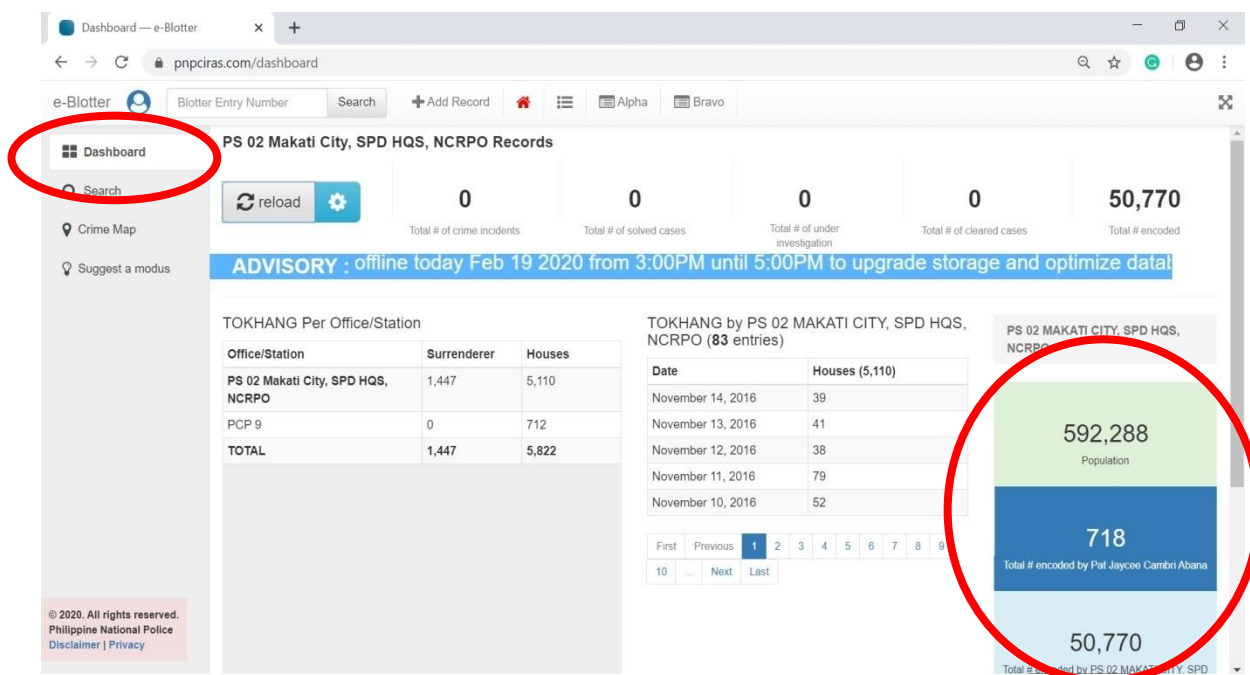 Dashboard — e-Blotter
pnpciras.com/dashboard
e-Blotter
Blotter Entry Number
Search
Add Record
Alpha
Bravo
Dashboard
Search
Crime Map
Suggest a modus
PS 02 Makati City, SPD HQS, NCRPO Records
reload
0
Total # of crime incidents
0
Total # of solved cases
0
Total # of under
investigation
0
Total # of cleared cases
50,770
Total # encoded
ADVISORY : offline today Feb 19 2020 from 3:00PM until 5:00PM to upgrade storage and optimize
TOKHANG Per Office/Station
Office/Station Surrenderer Houses
PS 02 Makati City, SPD HQS,
NCRPO
1,447 5,110
PCP 9 0 712
TOTAL 1,447 5,822
TOKHANG by PS 02 MAKATI CITY, SPD HQS,
NCRPO (83 entries)
Date Houses (5,110)
November 14, 2016 39
November 13, 2016 41
November 12, 2016 38
November 11, 2016 79
November 10, 2016 52
First Previous 1 2 3 4 5 6 7 8 9
10 ... Next Last
PS 02 MAKATI CITY, SPD HQS,
NCRPO
592,288
Population
718
Total # encoded by Pat Jaycee Cambri Abana
50,770
Total # encoded by PS 02 MAKATI CITY, SPD
© 2020. All rights reserved.
Philippine National Police
Disclaimer | Privacy